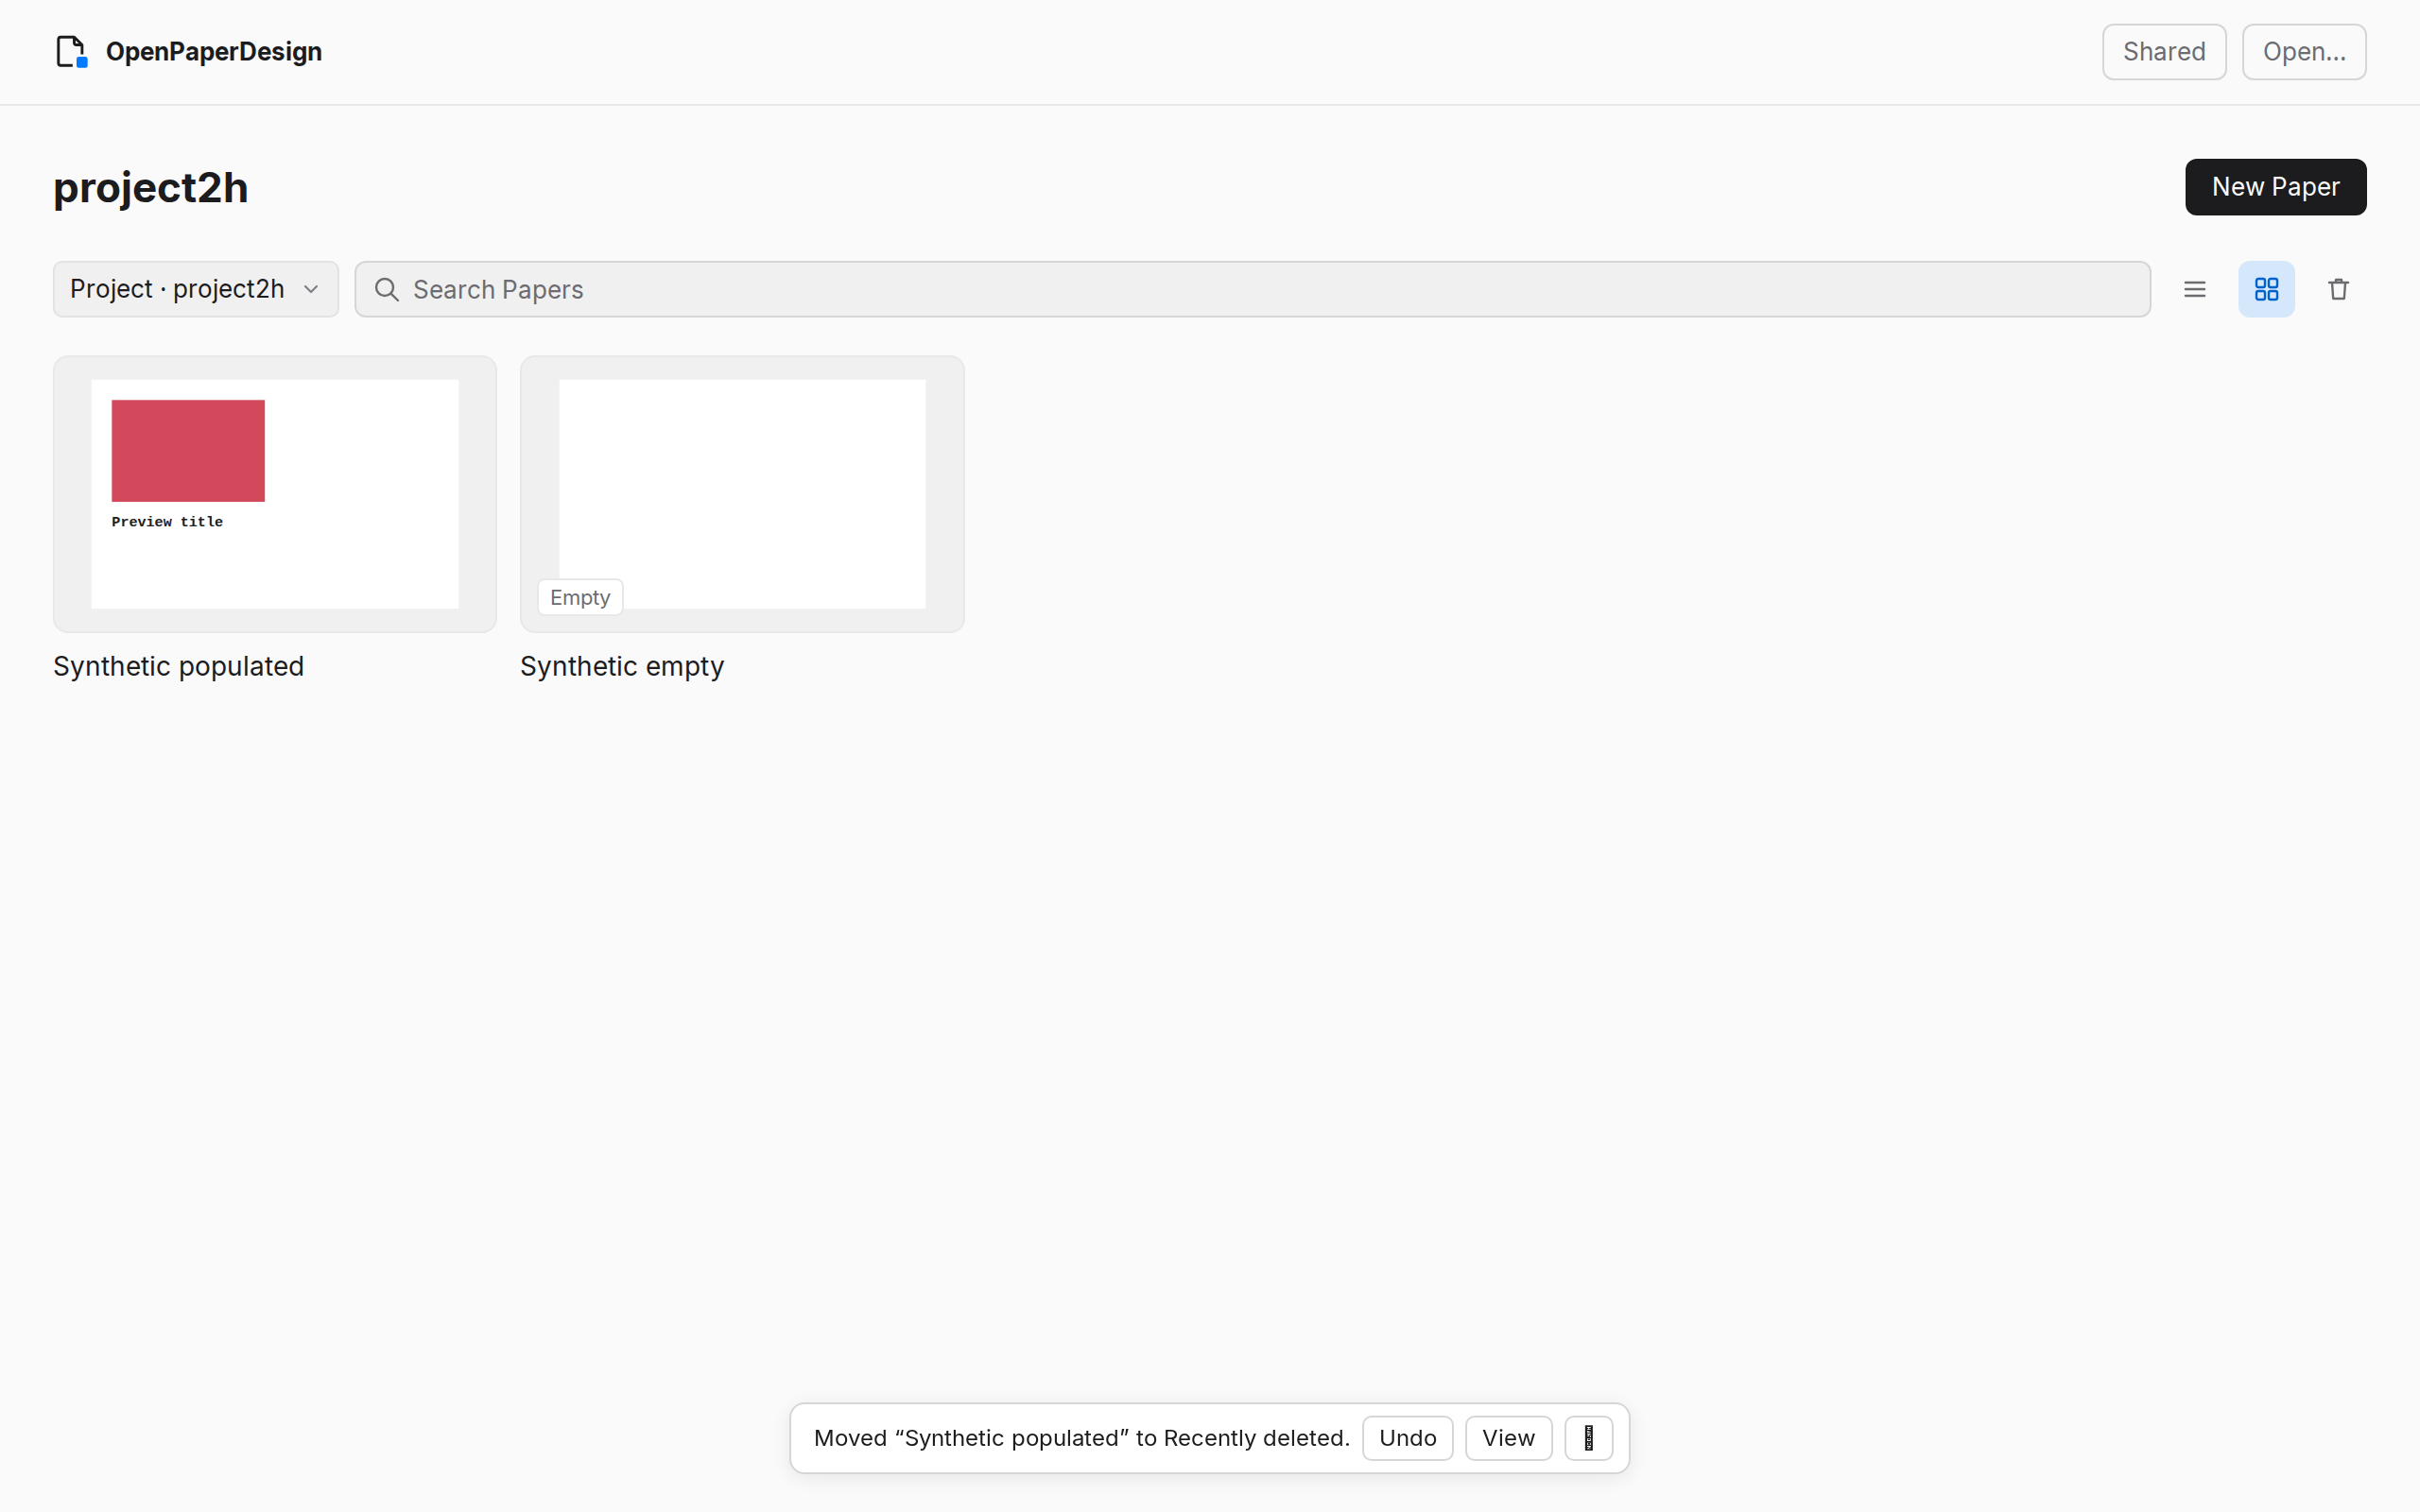 OpenPaperDesign
Shared
Open...
project2h
New Paper
Project · project2h
Search Papers
Preview title
Empty
Synthetic populated
Synthetic empty
Moved “Synthetic populated” to Recently deleted.
Undo
View